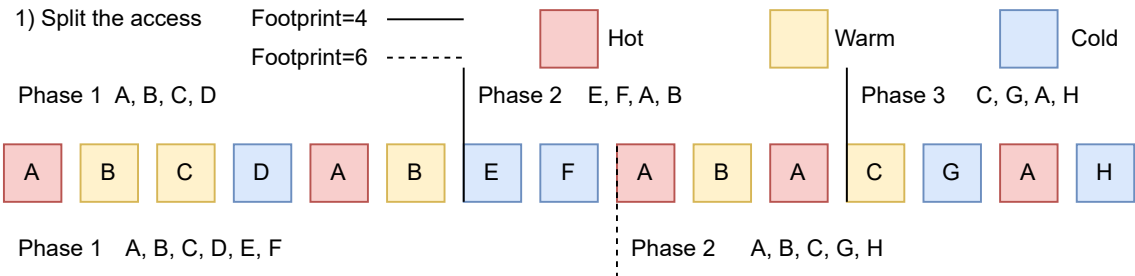 1) Split the access
Footprint=4
Footprint=6
Hot
Warm
Cold
Phase 1 A, B, C, D
Phase 2 E, F, A, B
Phase 3 C, G, A, H
A B C D A B E F A B A C G A H
Phase 1 A, B, C, D, E, F
Phase 2 A, B, C, G, H